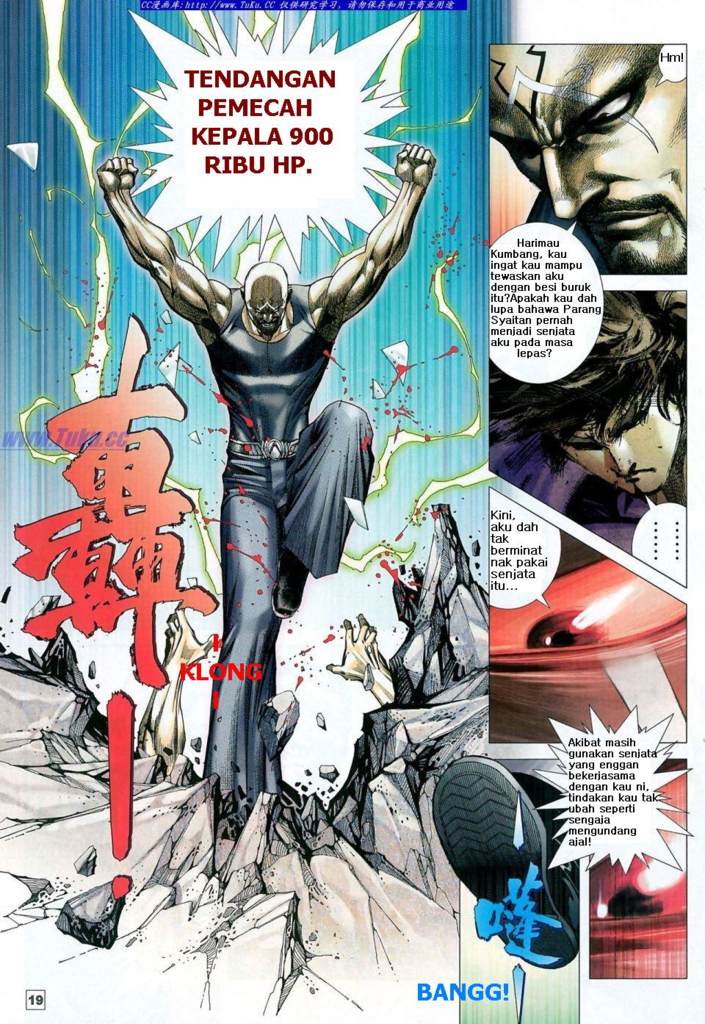 CC漫画库:http://www.TuKu.CC 仅供研究学习，请勿保存和用于商业用途
TENDANGAN
PEMECAH
KEPALA 900
RIBU HP.
Hm!
Harimau
Kumbang, kau
ingat kau mampu
tewaskan aku
dengan besi buruk
itu?Apakah kau dah
lupa bahawa Parang
Syaitan pernah
menjadi senjata
aku pada masa
lepas?
www.Tuku.cc
轟
!
Kini,
aku dah
tak
berminat
nak pakai
senjata
itu...
......
I
KLONG
I
Akibat masih
gunakan senjata
yang enggan
bekerjasama
dengan kau ni,
tindakan kau tak
ubah seperti
sengaja
mengundang
ajal!
噠
BANGG!
19